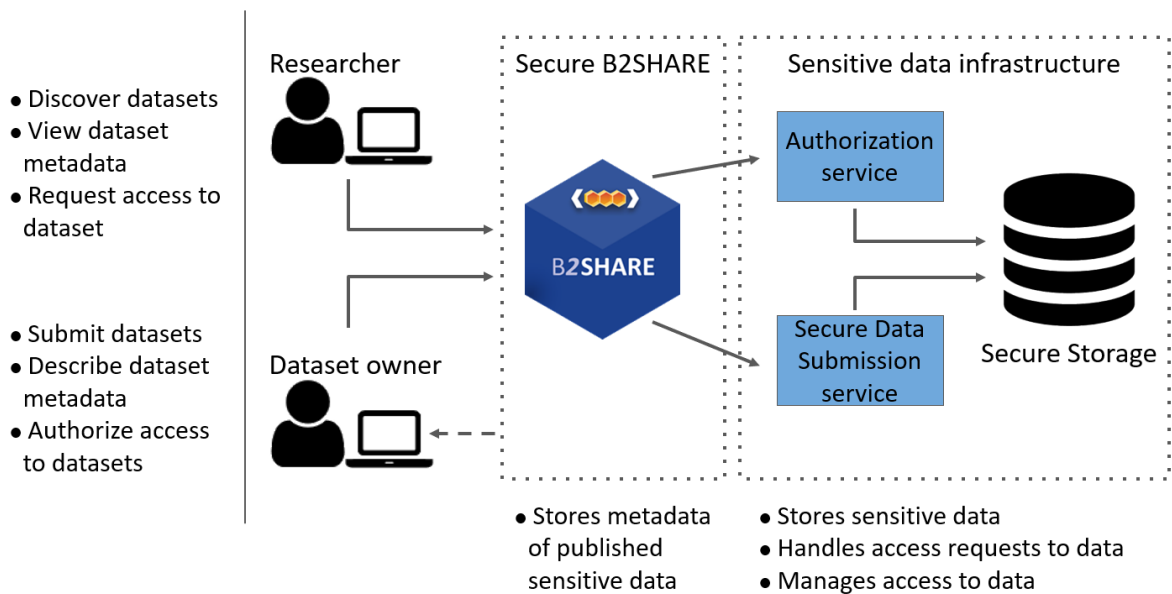 ● Discover datasets
● View dataset
metadata
● Request access to
dataset
● Submit datasets
● Describe dataset
metadata
● Authorize access
to datasets
Researcher
Dataset owner
Secure B2SHARE
B2SHARE
● Stores metadata
of published
sensitive data
Sensitive data infrastructure
Authorization
service
Secure Data
Submission
service
Secure Storage
● Stores sensitive data
● Handles access requests to data
● Manages access to data